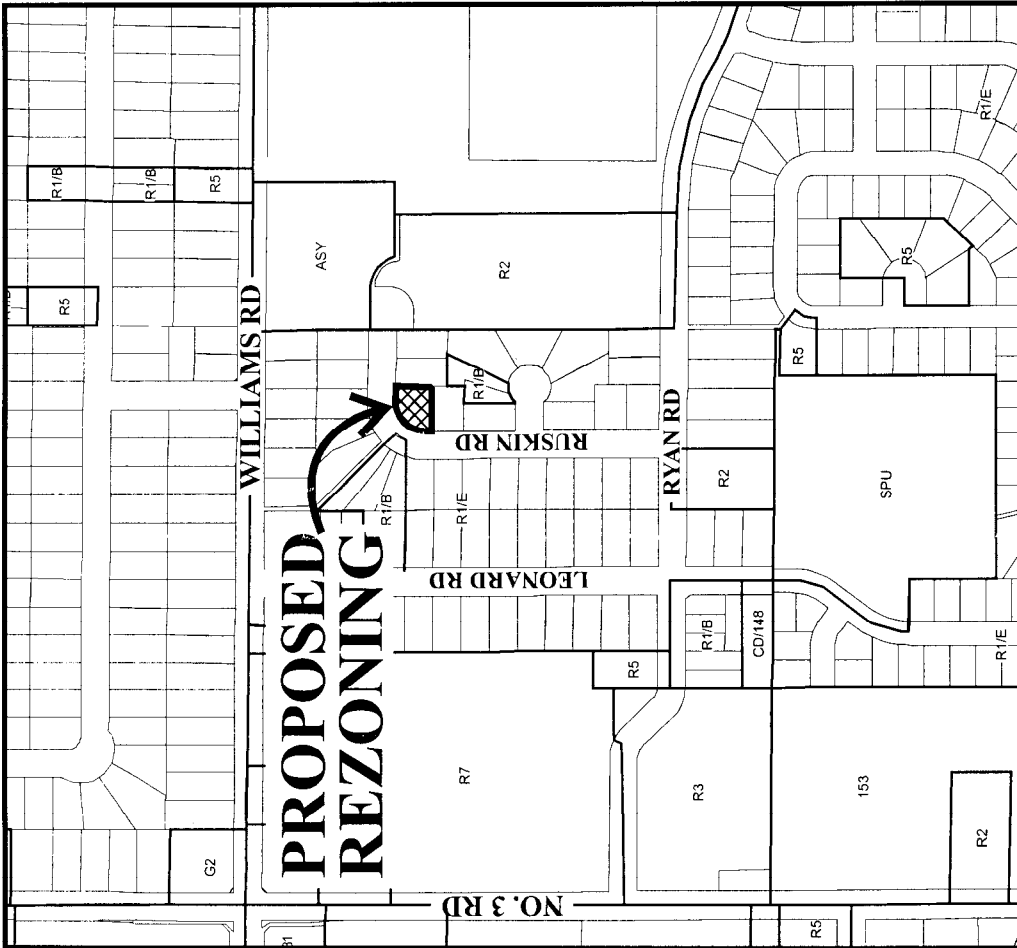 R1/E
R1/B
R1/B
R5
ASY
R5
R2
R5
WILLIAMS RD
R5
R1/B
RUSKIN RD
RYAN RD
R2
SPU
R1/B
R1/E
PROPOSED
REZONING
LEONARD RD
R1/B
CD/148
R1/E
R5
R7
R3
153
R2
G2
NO. 3 RD
R5